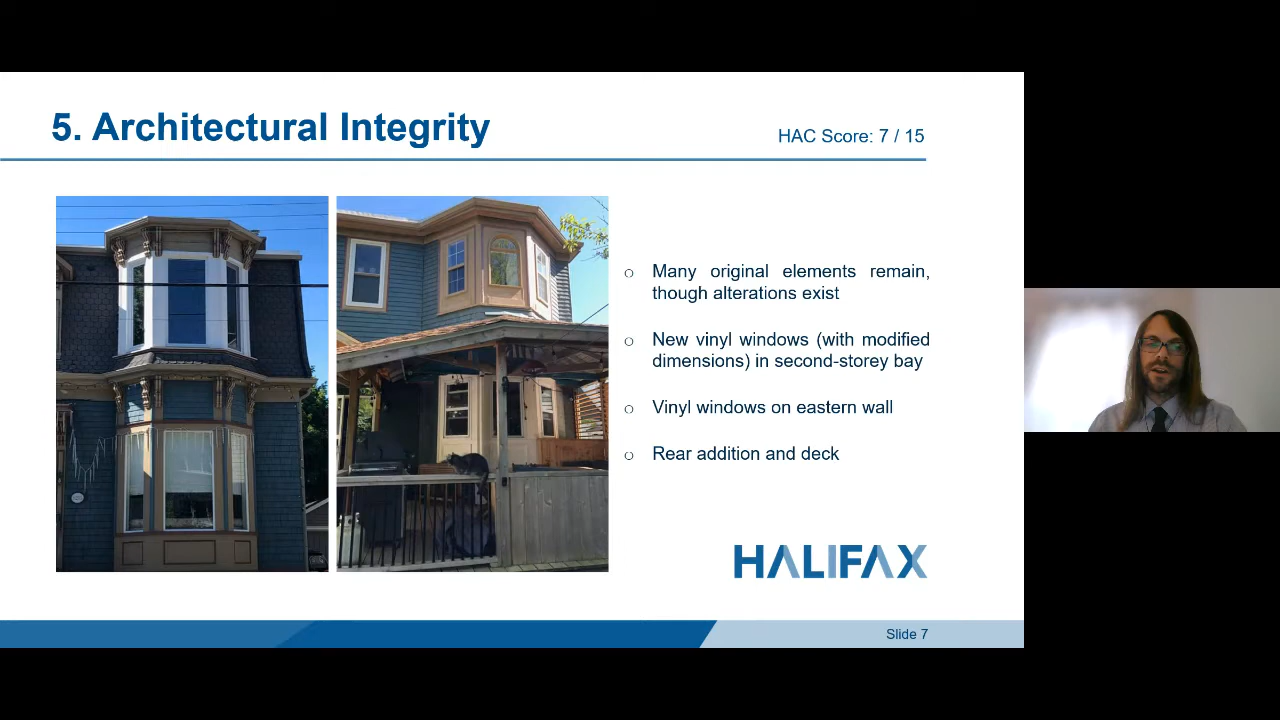 5. Architectural Integrity
HAC Score: 7 / 15
○ Many original elements remain,
though alterations exist
○ New vinyl windows (with modified
dimensions) in second-storey bay
○ Vinyl windows on eastern wall
○ Rear addition and deck
HALIFAX
Slide 7